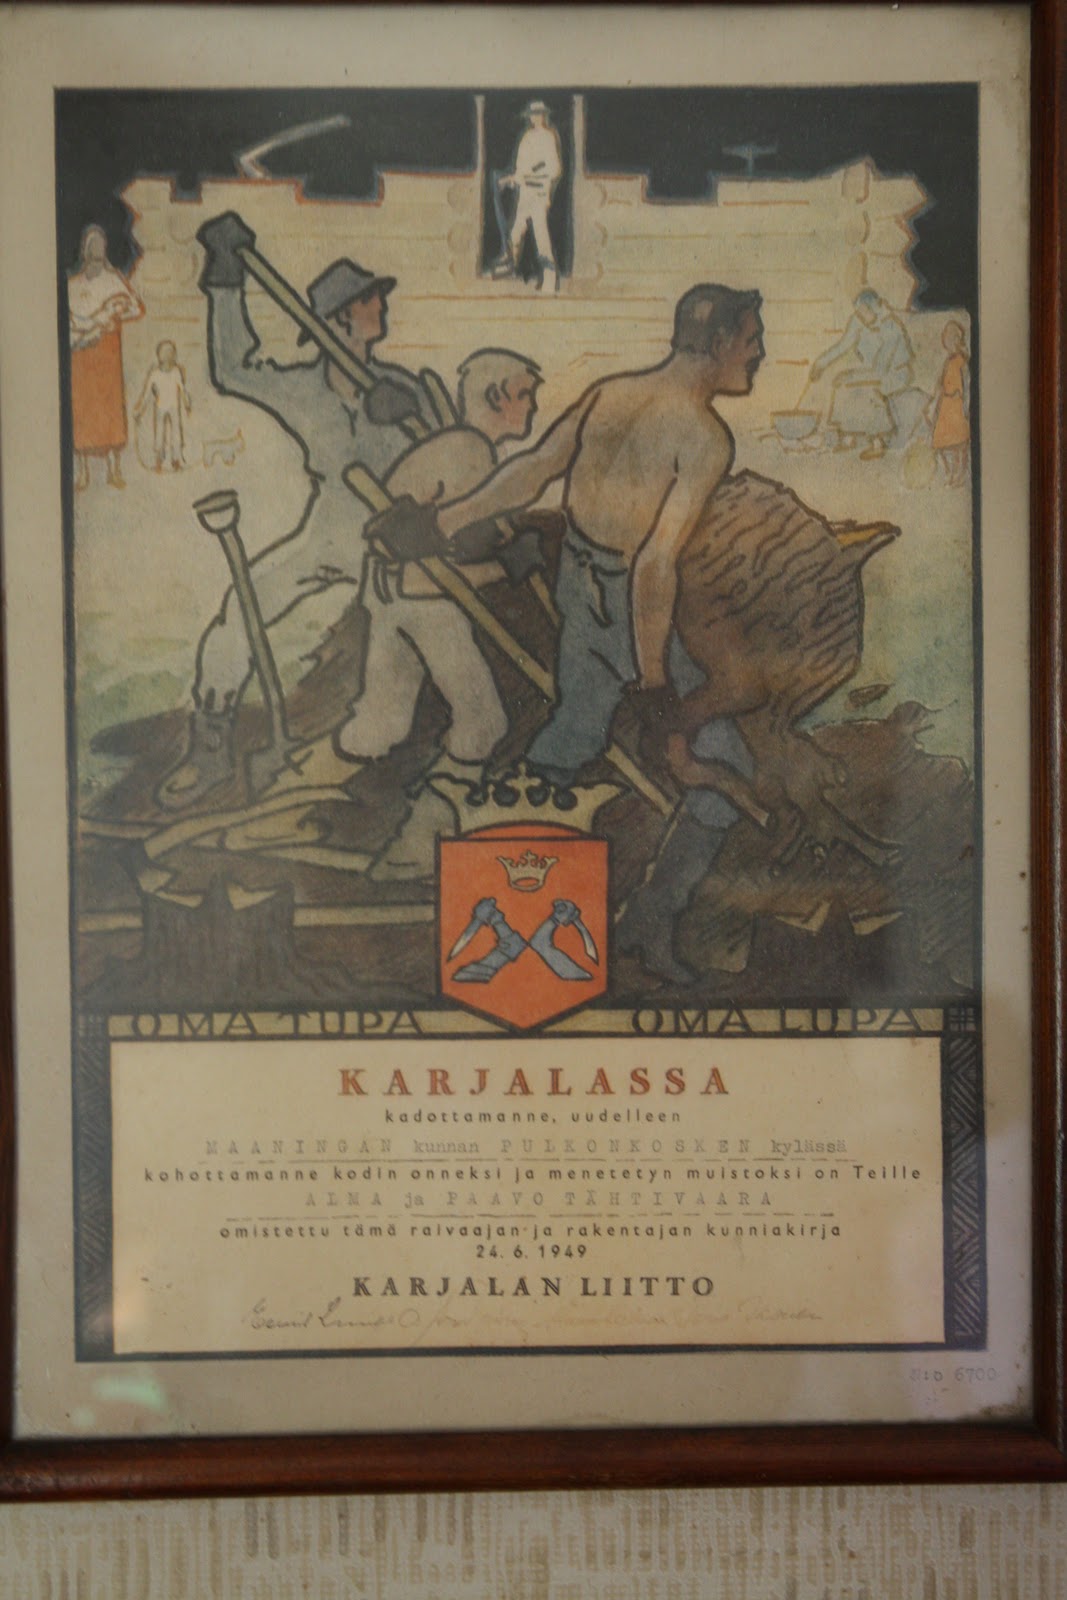 OMA TUPA OMA LUPA
KARJALASSA
kadottamanne, uudelleen
MAANINGAN kunnan PULKONKOSKEN kylässä
kohottamanne kodin onneksi ja menetetyn muistoksi on Teille
ALMA ja PAAVO TÄHTIVAARA
omistettu tämä raivaajan- ja rakentajan kunniakirja
24. 6. 1949
KARJALAN LIITTO
6700